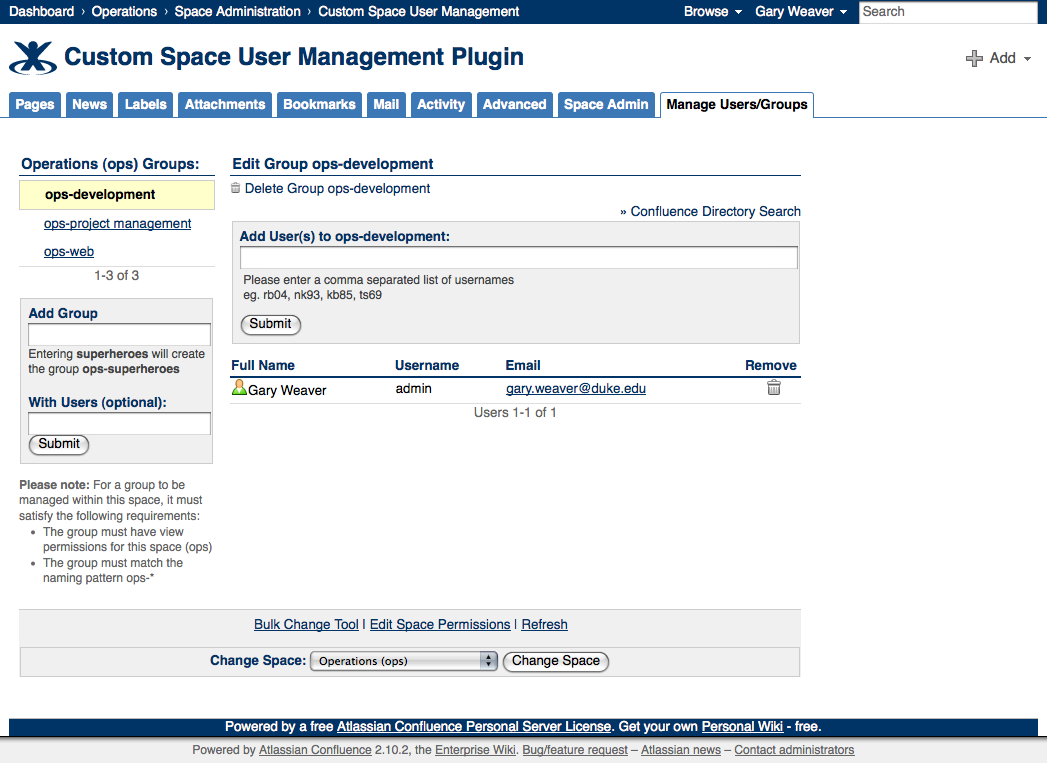 Dashboard › Operations › Space Administration › Custom Space User Management Browse Gary Weaver Search
Custom Space User Management Plugin
Add
Pages News Labels Attachments Bookmarks Mail Activity Advanced Space Admin Manage Users/Groups
Operations (ops) Groups:
ops-development
ops-project management
ops-web
1-3 of 3
Add Group
Entering superheroes will create
the group ops-superheroes
With Users (optional):
Submit
Please note: For a group to be
managed within this space, it must
satisfy the following requirements:
• The group must have view
permissions for this space (ops)
• The group must match the
naming pattern ops-*
Edit Group ops-development
Delete Group ops-development
» Confluence Directory Search
Add User(s) to ops-development:
Please enter a comma separated list of usernames
eg. rb04, nk93, kb85, ts69
Submit
Full Name Username Email Remove
Gary Weaver admin gary.weaver@duke.edu
Users 1-1 of 1
Bulk Change Tool | Edit Space Permissions | Refresh
Change Space: Operations (ops) Change Space
Powered by a free Atlassian Confluence Personal Server License. Get your own Personal Wiki - free.
Powered by Atlassian Confluence 2.10.2, the Enterprise Wiki. Bug/feature request – Atlassian news – Contact administrators